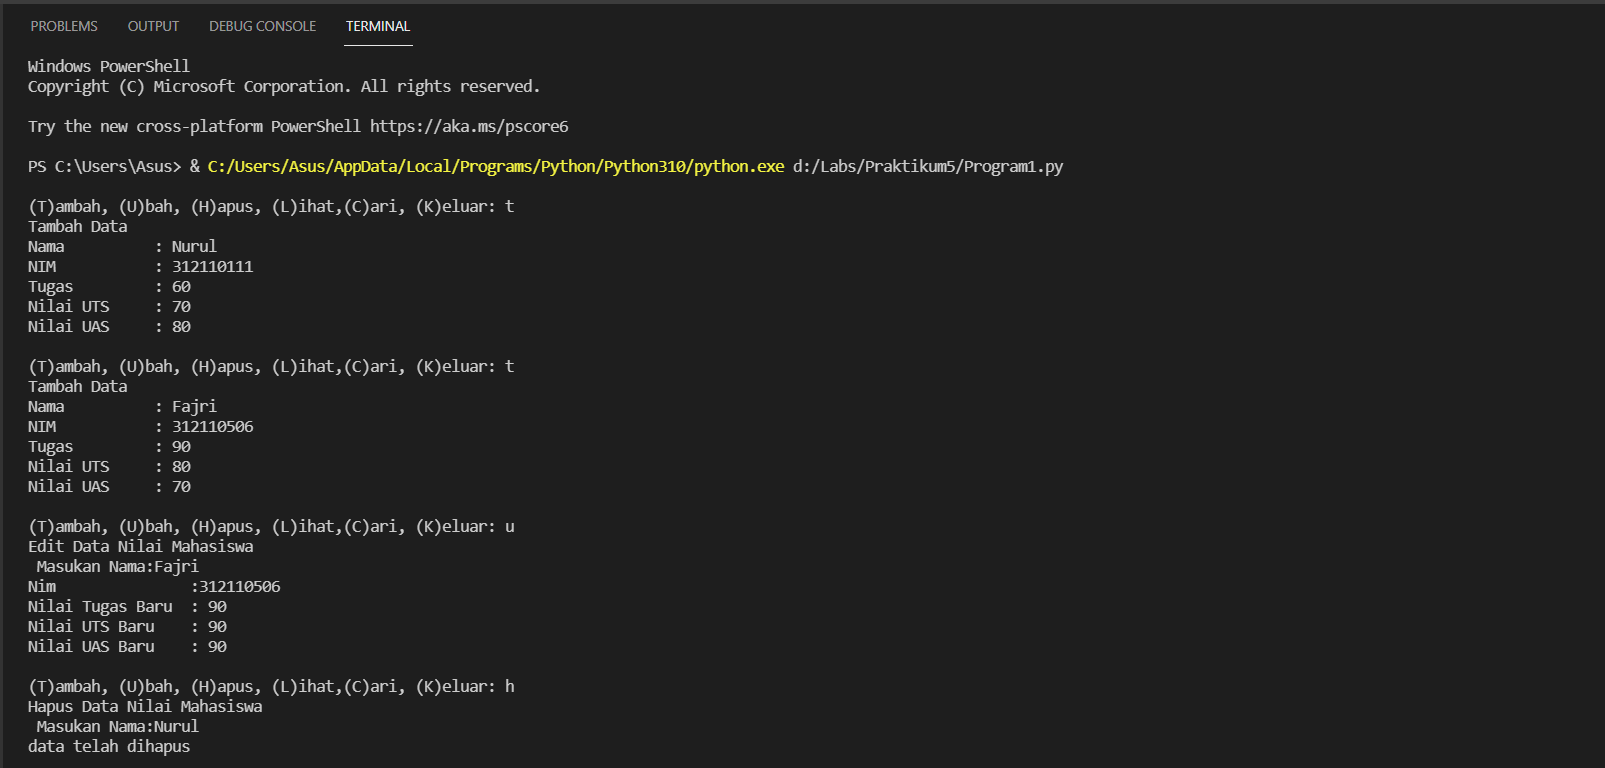 PROBLEMS OUTPUT DEBUG CONSOLE TERMINAL
Windows PowerShell
Copyright (C) Microsoft Corporation. All rights reserved.
Try the new cross-platform PowerShell https://aka.ms/pscore6
PS C:\Users\Asus> & C:/Users/Asus/AppData/Local/Programs/Python/Python310/python.exe d:/Labs/Praktikum5/Program1.py
(T)ambah, (U)bah, (H)apus, (L)ihat,(C)ari, (K)eluar: t
Tambah Data
Nama          : Nurul
NIM           : 312110111
Tugas         : 60
Nilai UTS     : 70
Nilai UAS     : 80
(T)ambah, (U)bah, (H)apus, (L)ihat,(C)ari, (K)eluar: t
Tambah Data
Nama          : Fajri
NIM           : 312110506
Tugas         : 90
Nilai UTS     : 80
Nilai UAS     : 70
(T)ambah, (U)bah, (H)apus, (L)ihat,(C)ari, (K)eluar: u
Edit Data Nilai Mahasiswa
 Masukan Nama:Fajri
Nim               :312110506
Nilai Tugas Baru  : 90
Nilai UTS Baru    : 90
Nilai UAS Baru    : 90
(T)ambah, (U)bah, (H)apus, (L)ihat,(C)ari, (K)eluar: h
Hapus Data Nilai Mahasiswa
 Masukan Nama:Nurul
data telah dihapus